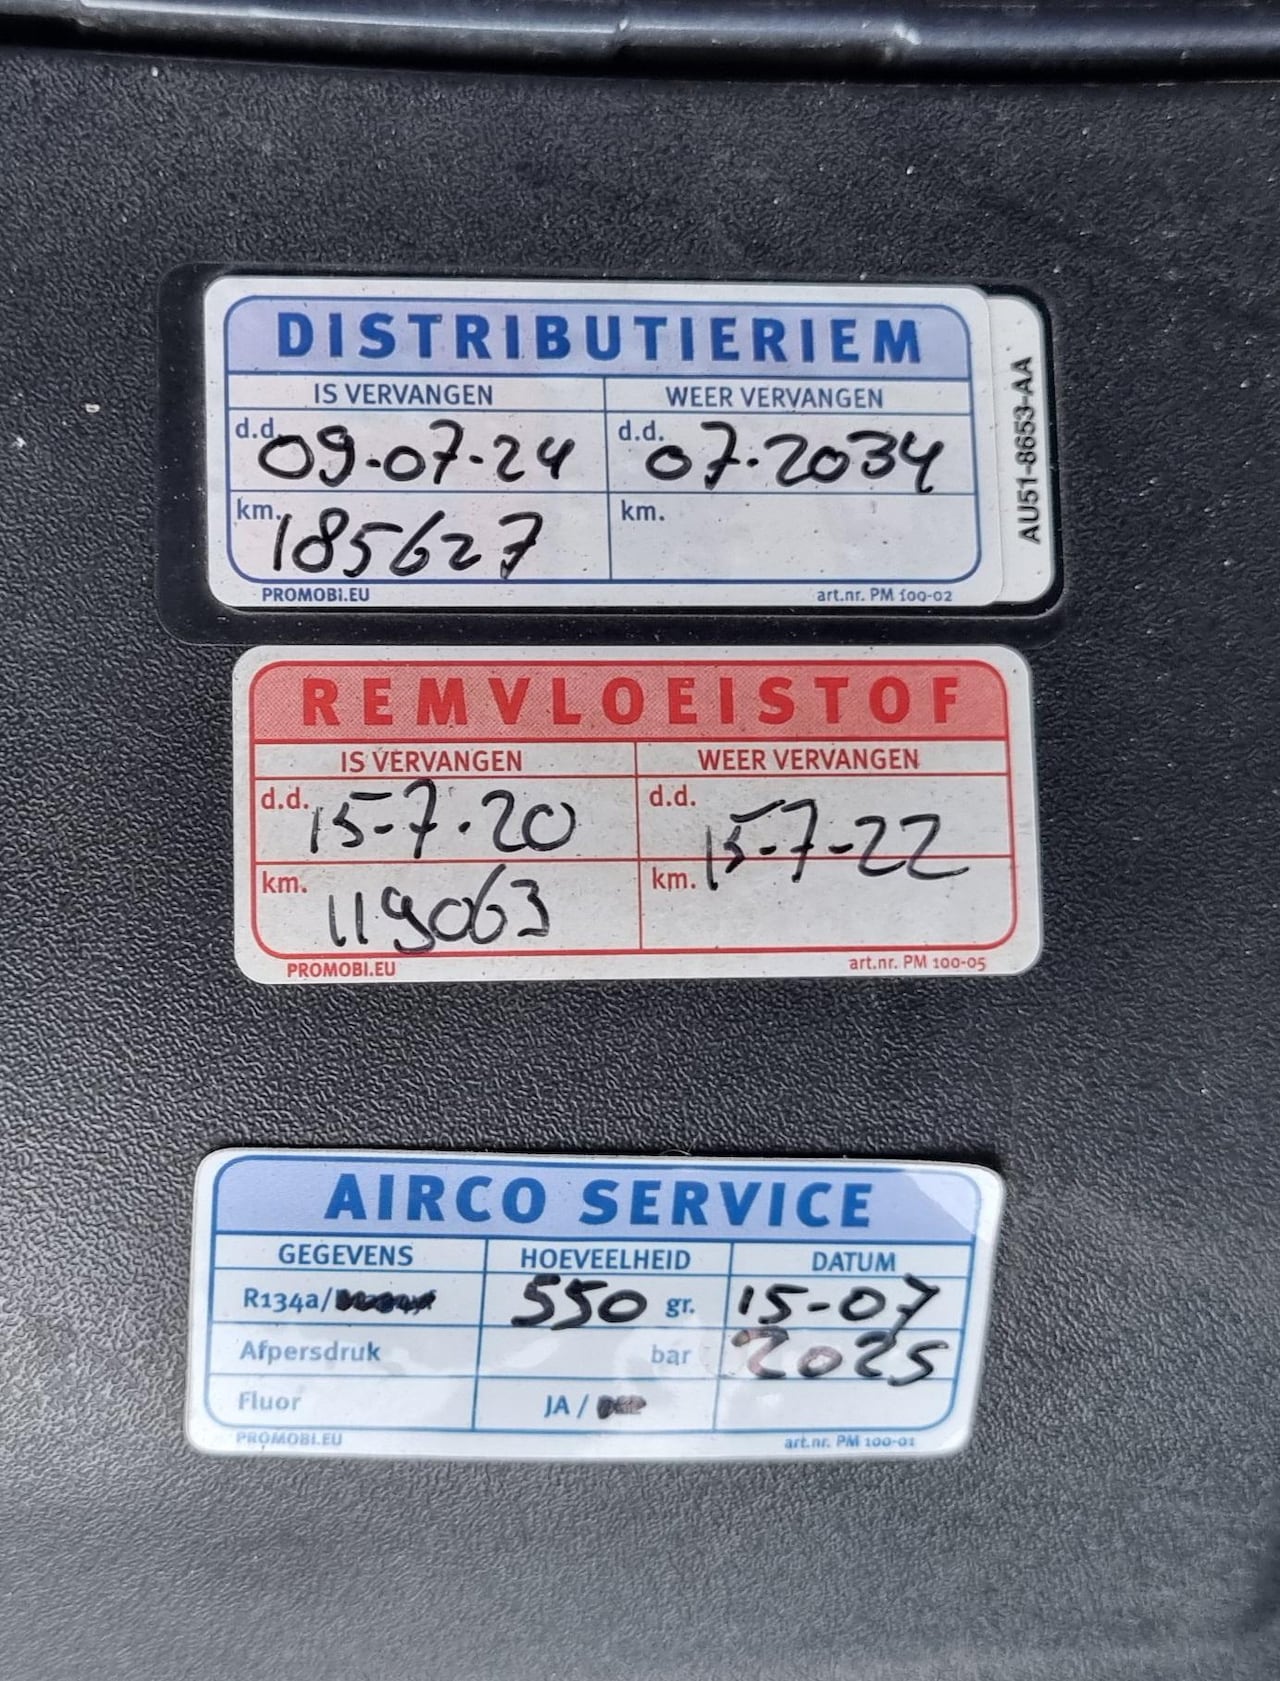 DISTRIBUTIERIEM
IS VERVANGEN WEER VERVANGEN
d.d. 09-07-24 d.d. 07-2034
km. 185627 km.
PROMOBI.EU art.nr. PM 100-02
AU51-8653-AA
REMVLOEISTOF
IS VERVANGEN WEER VERVANGEN
d.d. 15-7-20 d.d. 15-7-22
km. 119063 km.
PROMOBI.EU art.nr. PM 100-05
AIRCO SERVICE
GEGEVENS HOEVEELHEID DATUM
R134a/ 550 gr. 15-07
Afpersdruk bar 2025
Fluor JA /
PROMOBI.EU art.nr. PM 100-01